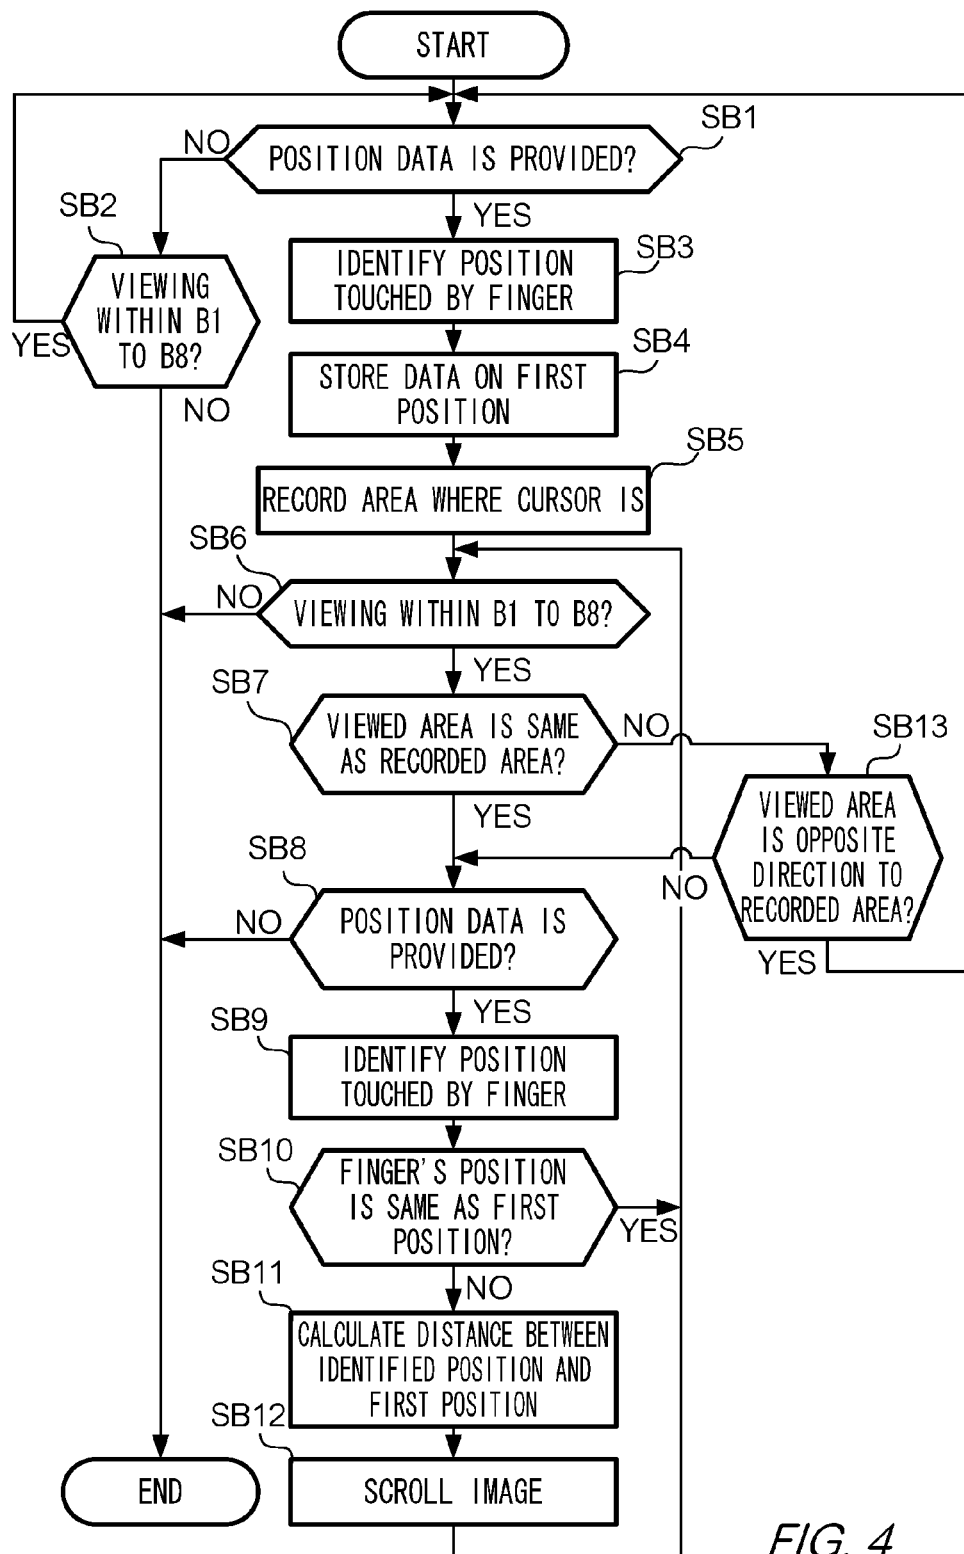 START
SB1
NO
POSITION DATA IS PROVIDED?
YES
SB2
VIEWING
WITHIN B1
TO B8?
YES
NO
SB3
IDENTIFY POSITION
TOUCHED BY FINGER
SB4
STORE DATA ON FIRST
POSITION
SB5
RECORD AREA WHERE CURSOR IS
SB6
NO
VIEWING WITHIN B1 TO B8?
YES
SB7
VIEWED AREA IS SAME
AS RECORDED AREA?
NO
YES
SB13
VIEWED AREA
IS OPPOSITE
DIRECTION TO
RECORDED AREA?
NO
YES
SB8
NO
POSITION DATA IS
PROVIDED?
YES
SB9
IDENTIFY POSITION
TOUCHED BY FINGER
SB10
FINGER'S POSITION
IS SAME AS FIRST
POSITION?
YES
NO
SB11
CALCULATE DISTANCE BETWEEN
IDENTIFIED POSITION AND
FIRST POSITION
SB12
SCROLL IMAGE
END
FIG. 4